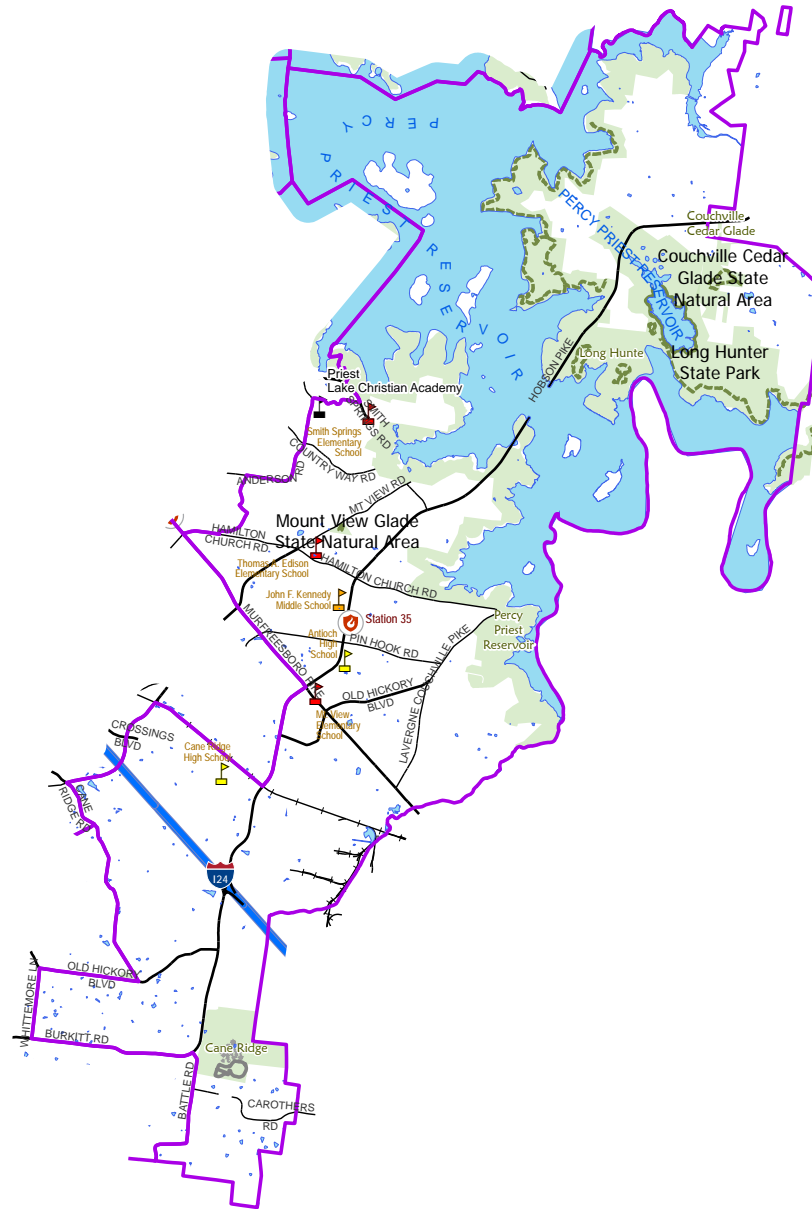 PERCY
PRIEST
RESERVOIR
PERCY PRIEST RESERVOIR
Couchville
Cedar Glade
Couchville Cedar
Glade State
Natural Area
Long Hunte
Long Hunter
State Park
HOBSON PIKE
Priest
Lake Christian Academy
SMITH
SPRINGS RD
Smith Springs
Elementary
School
COUNTRY WAY RD
ANDERSON RD
MT VIEW RD
Mount View Glade
State Natural Area
HAMILTON
CHURCH RD.
Thomas A. Edison
Elementary School
HAMILTON CHURCH RD
John F. Kennedy
Middle School
Station 35
Percy
Priest
Reservoir
Antioch
High
School
PIN HOOK RD
MURFREESBORO PIKE
OLD HICKORY
BLVD
LAVERGNE COUCHVILLE PIKE
Mt View
Elementary
School
CROSSINGS
BLVD
Cane Ridge
High School
CANE
RIDGE RD
I24
OLD HICKORY
BLVD
WHITTEMORE LN
BURKITT RD
Cane Ridge
BATTLE RD
CAROTHERS
RD